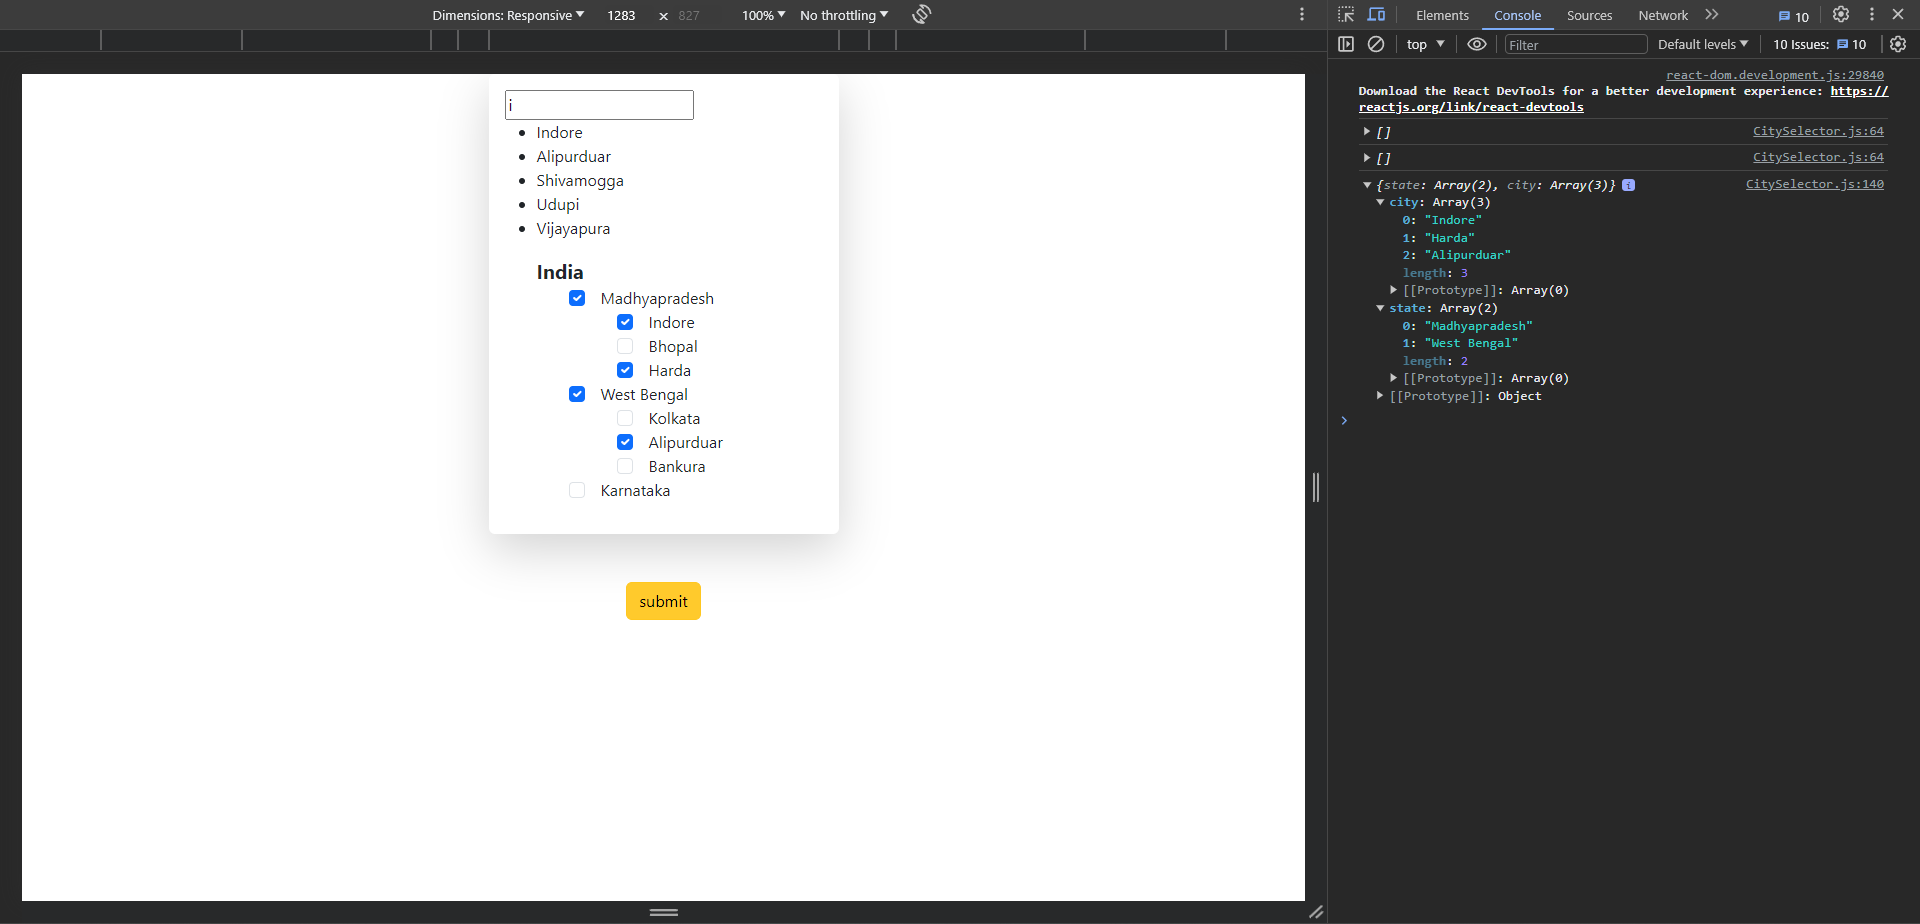 Dimensions: Responsive 1283 x 827 100% No throttling
i
Indore
Alipurduar
Shivamogga
Udupi
Vijayapura
India
Madhyapradesh
Indore
Bhopal
Harda
West Bengal
Kolkata
Alipurduar
Bankura
Karnataka
submit
Elements Console Sources Network 10
top Filter Default levels 10 Issues: 10
react-dom.development.js:29840
Download the React DevTools for a better development experience: https://
reactjs.org/link/react-devtools
[] CitySelector.js:64
[] CitySelector.js:64
{state: Array(2), city: Array(3)} i CitySelector.js:140
city: Array(3)
0: "Indore"
1: "Harda"
2: "Alipurduar"
length: 3
[[Prototype]]: Array(0)
state: Array(2)
0: "Madhyapradesh"
1: "West Bengal"
length: 2
[[Prototype]]: Array(0)
[[Prototype]]: Object